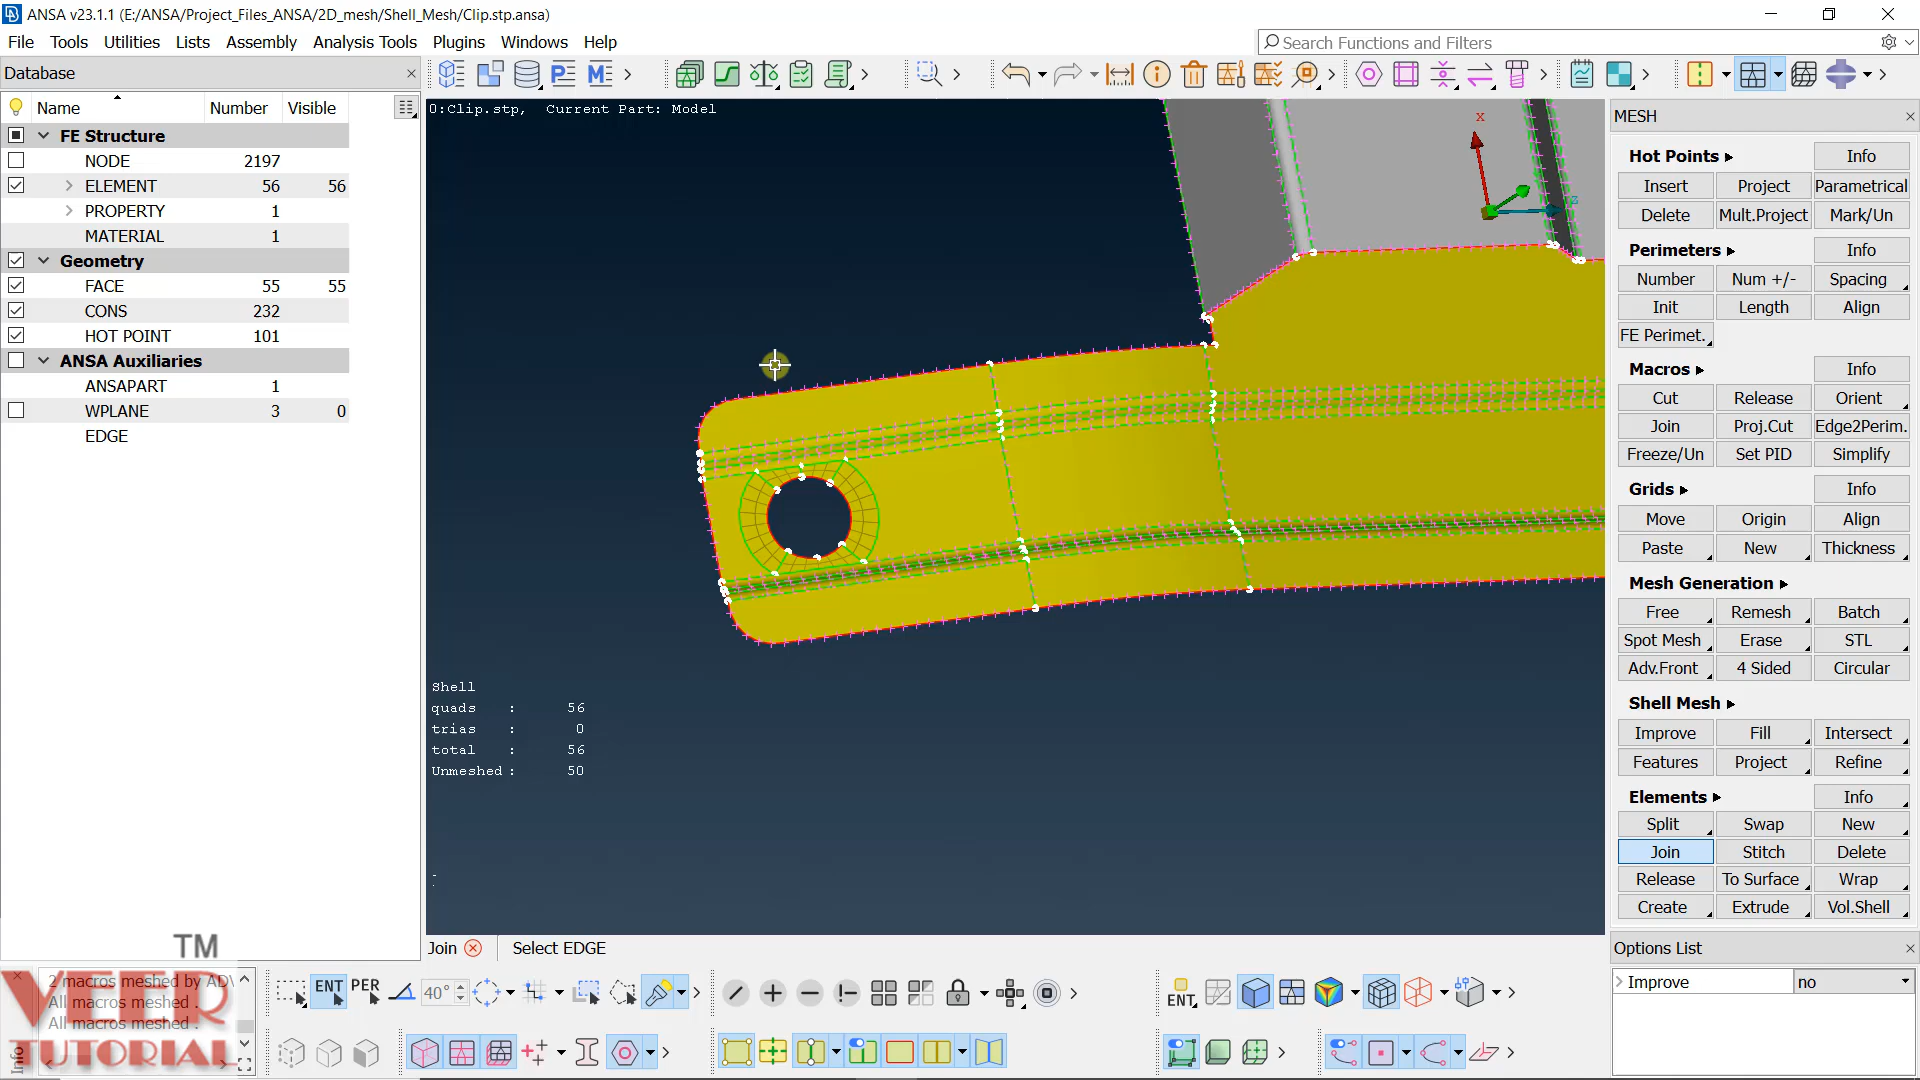 ANSA v23.1.1 (E:/ANSA/Project_Files_ANSA/2D_mesh/Shell_Mesh/Clip.stp.ansa)
File Tools Utilities Lists Assembly Analysis Tools Plugins Windows Help
Search Functions and Filters
Database
Name Number Visible
FE Structure
NODE 2197
ELEMENT 56 56
PROPERTY 1
MATERIAL 1
Geometry
FACE 55 55
CONS 232
HOT POINT 101
ANSA Auxiliaries
ANSAPART 1
WPLANE 3 0
EDGE
0:Clip.stp, Current Part: Model
X
Z
Shell
quads : 56
trias : 0
total : 56
Unmeshed : 50
MESH
Hot Points Info
Insert Project Parametrical
Delete Mult.Project Mark/Un
Perimeters Info
Number Num +/- Spacing
Init Length Align
FE Perimet.
Macros Info
Cut Release Orient
Join Proj.Cut Edge2Perim.
Freeze/Un Set PID Simplify
Grids Info
Move Origin Align
Paste New Thickness
Mesh Generation
Free Remesh Batch
Spot Mesh Erase STL
Adv.Front 4 Sided Circular
Shell Mesh
Improve Fill Intersect
Features Project Refine
Elements Info
Split Swap New
Join Stitch Delete
Release To Surface Wrap
Create Extrude Vol.Shell
Options List
Improve no
Join Select EDGE
2 macros meshed by ADV
All macros meshed .
All macros meshed .
Info
TM
VEER
TUTORIAL
ENT PER 40°
ENT